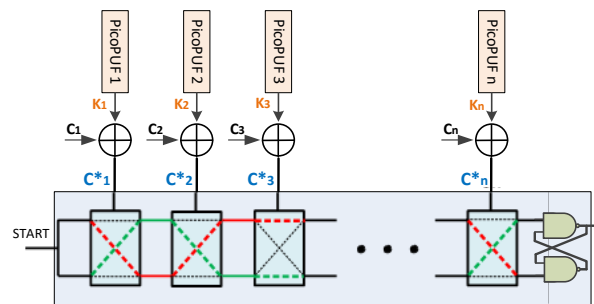 PicoPUF 1 PicoPUF 2 PicoPUF 3 PicoPUF n
K1 K2 K3 Kn
C1 C2 C3 Cn
C*1 C*2 C*3 C*n
START